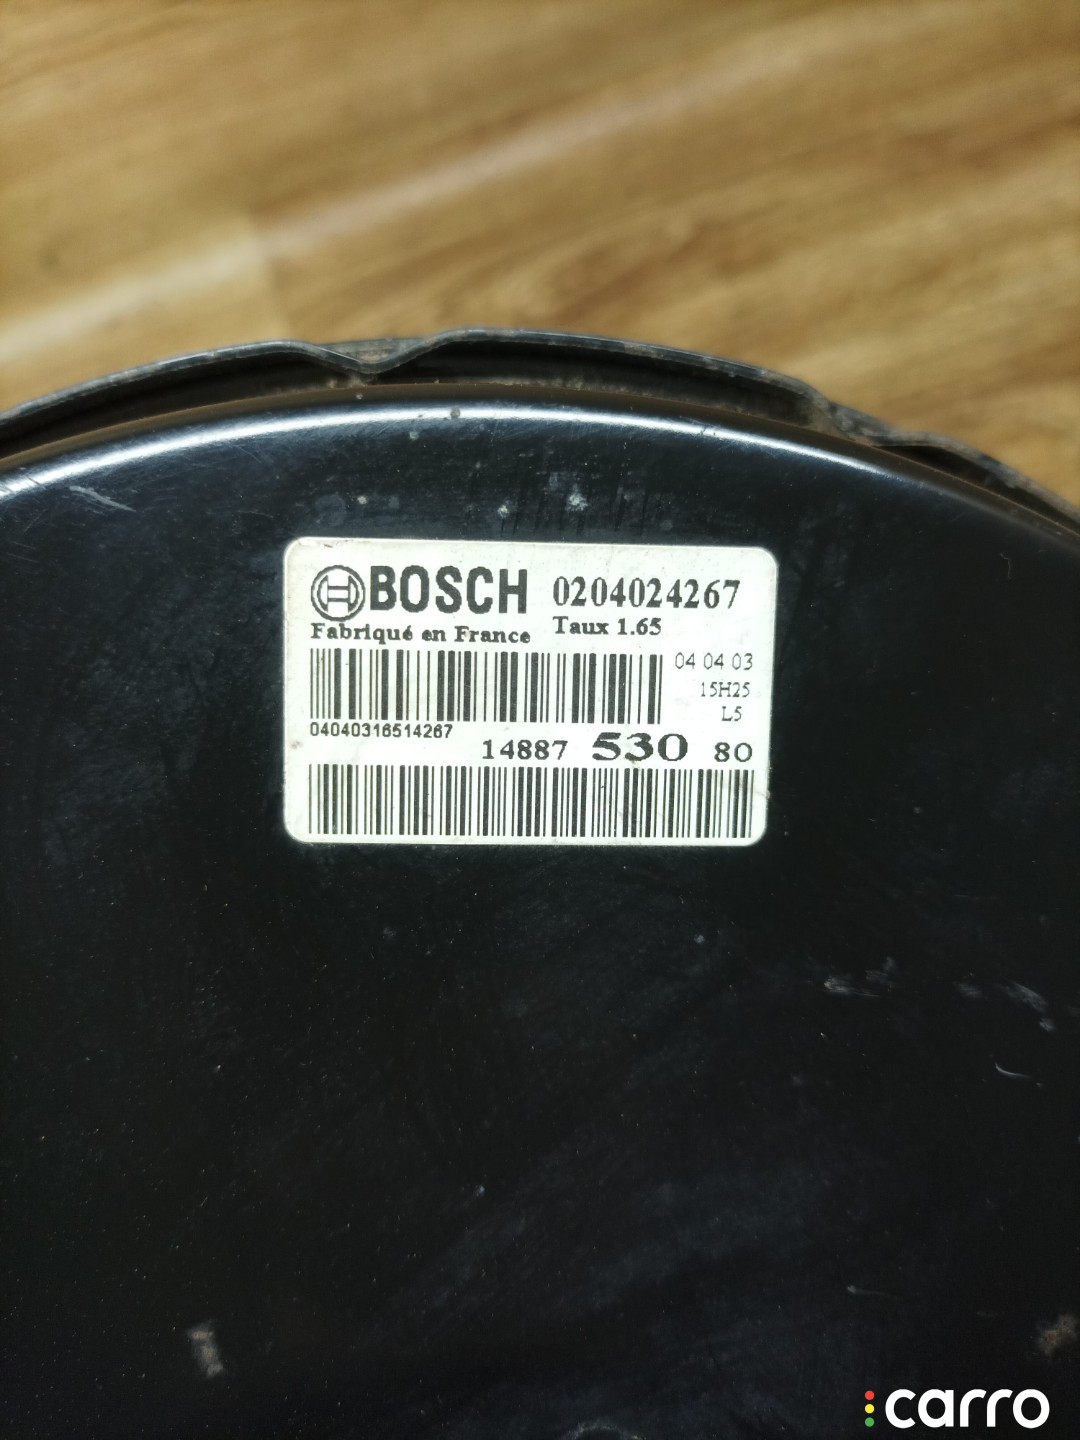 BOSCH 0204024267
Fabriqué en France Taux 1.65
04 04 03
15H25
L5
04040316514267
14887 530 80
carro